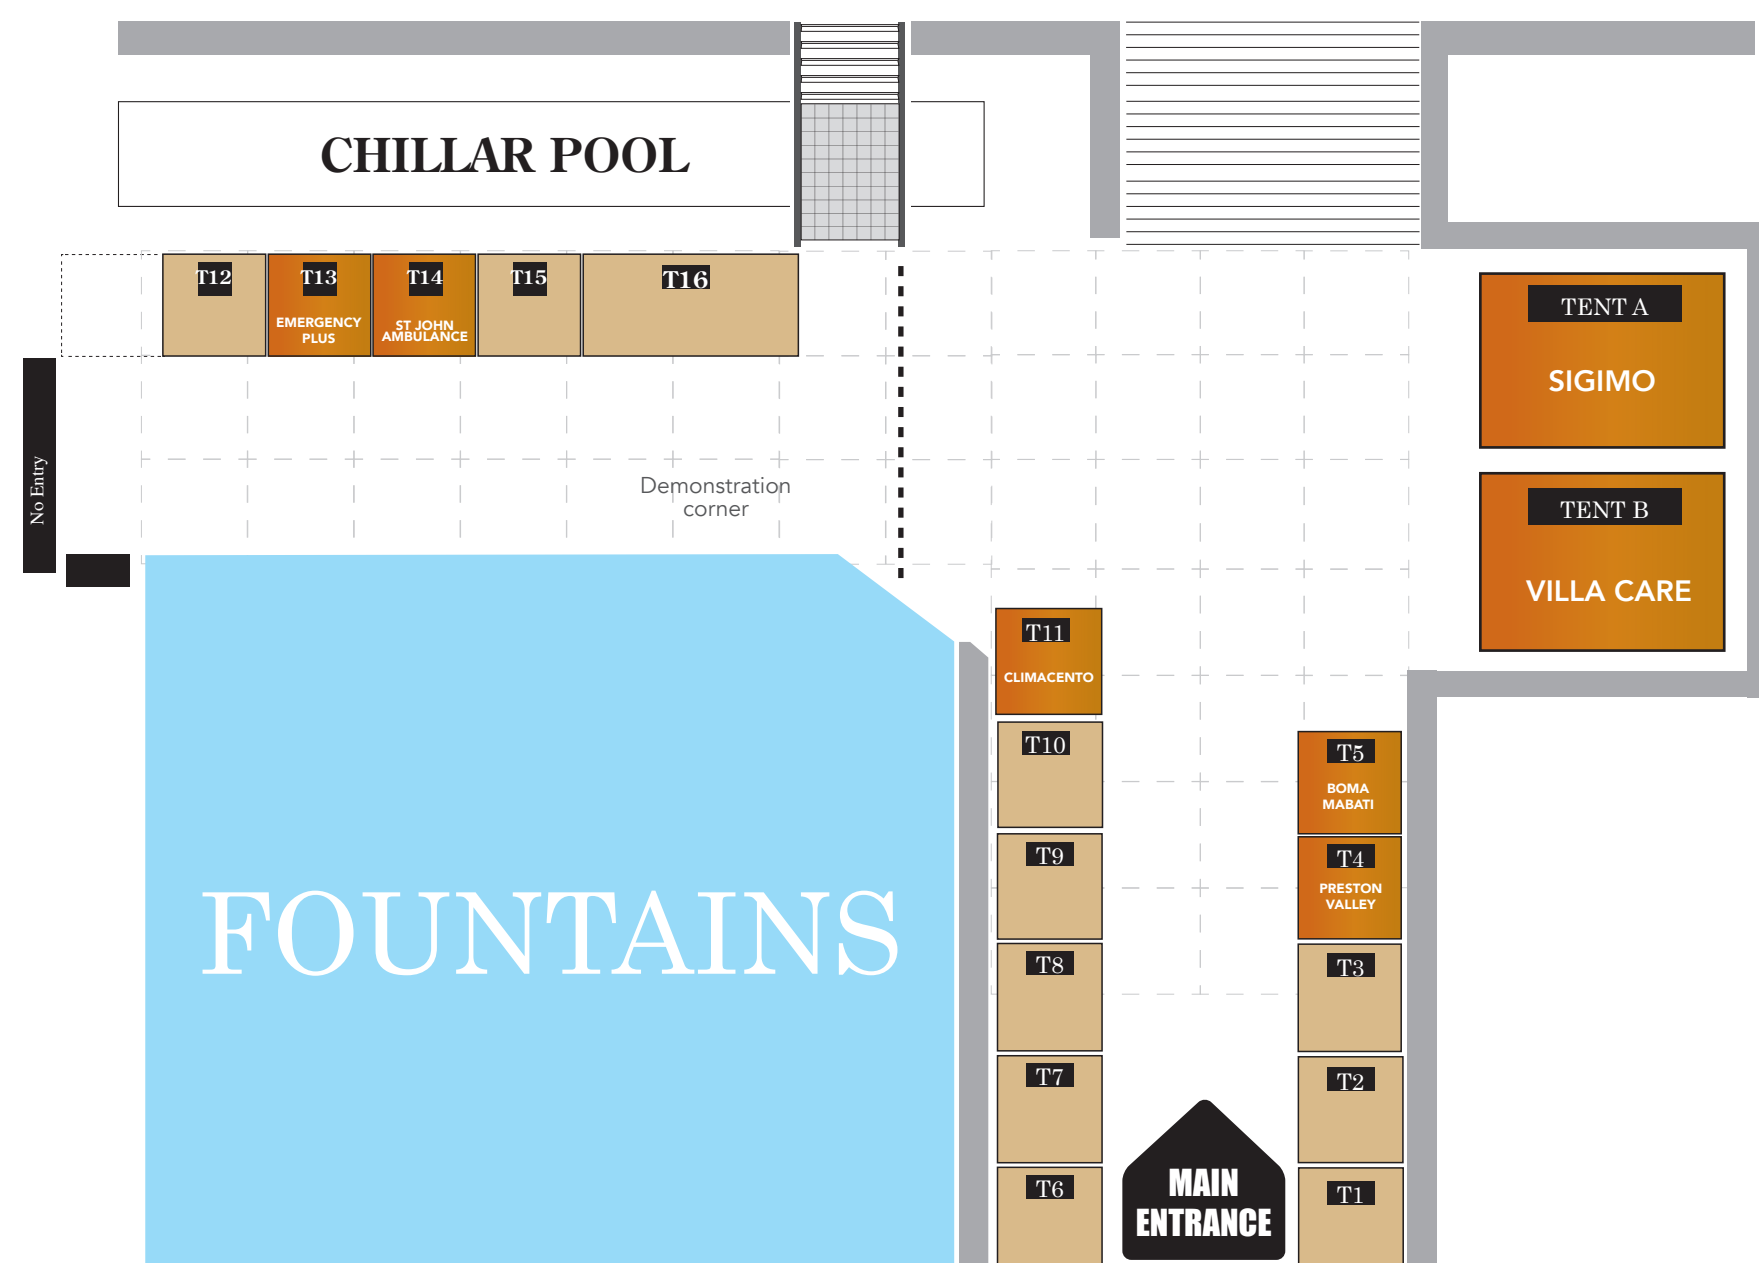 CHILLAR POOL
T12
T13
EMERGENCY
PLUS
T14
ST JOHN
AMBULANCE
T15
T16
TENT A
SIGIMO
No Entry
Demonstration
corner
TENT B
VILLA CARE
T11
CLIMACENTO
T10
T5
BOMA
MABATI
T9
T4
PRESTON
VALLEY
FOUNTAINS
T8
T3
T7
T2
T6
MAIN
ENTRANCE
T1